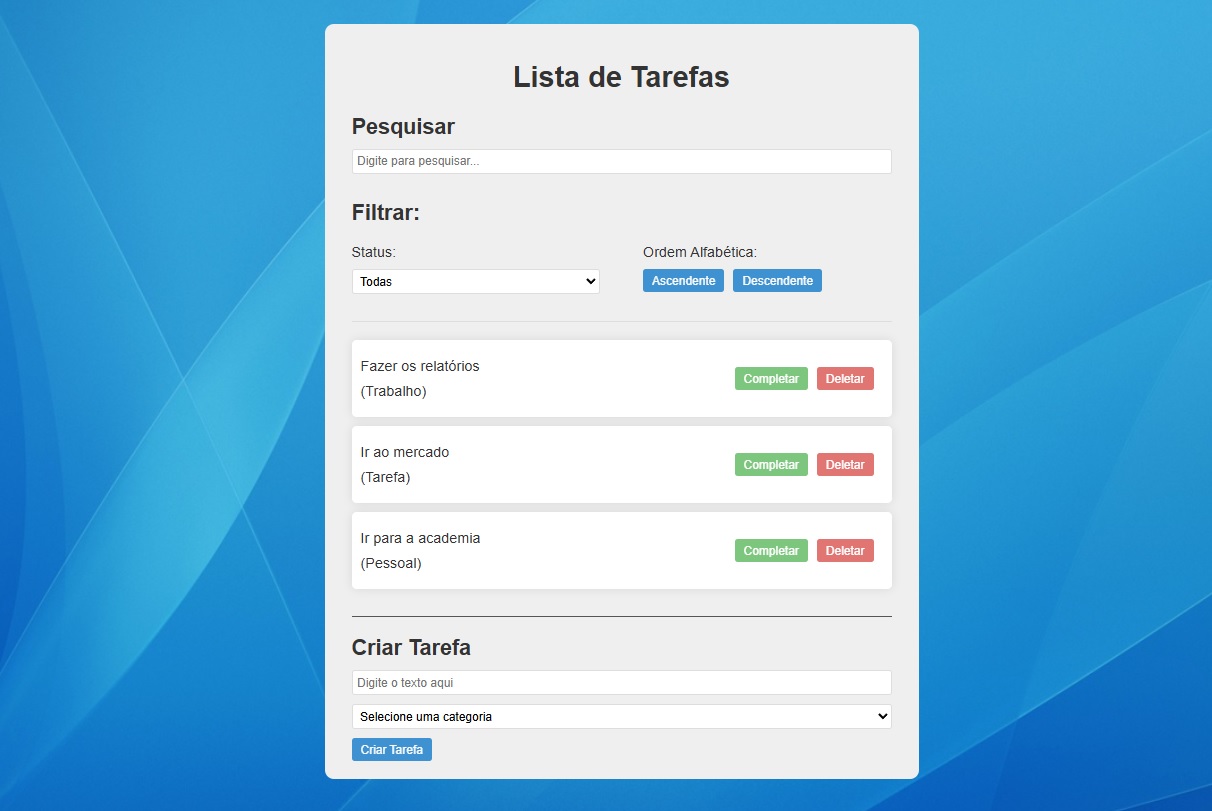 Lista de Tarefas
Pesquisar
Digite para pesquisar...
Filtrar:
Status:
Todas
Ordem Alfabética:
Ascendente Descendente
Fazer os relatórios
(Trabalho)
Completar Deletar
Ir ao mercado
(Tarefa)
Completar Deletar
Ir para a academia
(Pessoal)
Completar Deletar
Criar Tarefa
Digite o texto aqui
Selecione uma categoria
Criar Tarefa